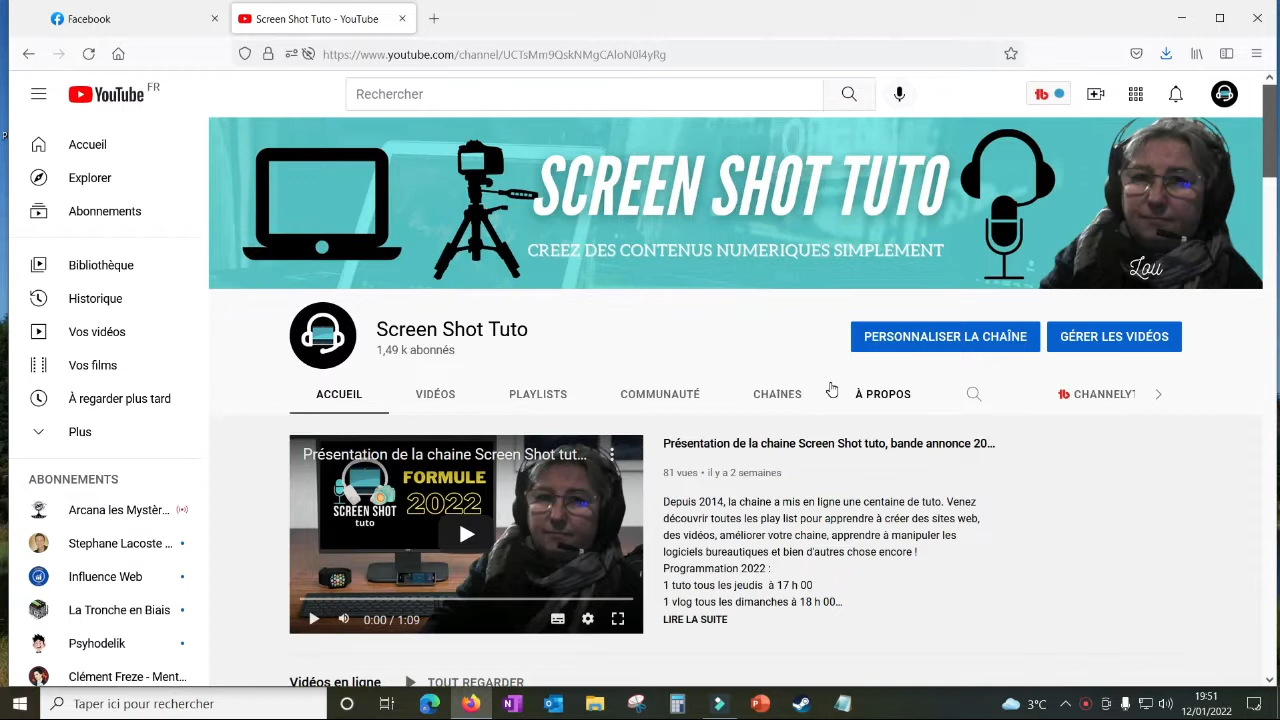 Facebook
Screen Shot Tuto - YouTube
https://www.youtube.com/channel/UCTsMm9QskNMgCAloN0l4yRg
YouTube FR
Rechercher
Accueil
Explorer
Abonnements
Bibliothèque
Historique
Vos vidéos
Vos films
À regarder plus tard
Plus
ABONNEMENTS
Arcana les Mystèr...
Stephane Lacoste ...
Influence Web
La Tronche en Biais
Psyhodelik
Clément Freze - Ment...
SCREEN SHOT TUTO
CREEZ DES CONTENUS NUMERIQUES SIMPLEMENT
Lou
Screen Shot Tuto
1,49 k abonnés
PERSONNALISER LA CHAÎNE
GÉRER LES VIDÉOS
ACCUEIL
VIDÉOS
PLAYLISTS
COMMUNAUTÉ
CHAÎNES
À PROPOS
CHANNELYT
Présentation de la chaine Screen Shot tut...
FORMULE
2022
SCREEN SHOT
tuto
0:00 / 1:09
Présentation de la chaine Screen Shot tuto, bande annonce 20...
81 vues • il y a 2 semaines
Depuis 2014, la chaine a mis en ligne une centaine de tuto. Venez
découvrir toutes les play list pour apprendre à créer des sites web,
des vidéos, améliorer votre chaine, apprendre à manipuler les
logiciels bureautiques et bien d'autres chose encore !
Programmation 2022 :
1 tuto tous les jeudis à 17 h 00
1 vlog tous les dimanches à 18 h 00...
LIRE LA SUITE
Vidéos en ligne
TOUT REGARDER
Taper ici pour rechercher
3°C
19:51
12/01/2022